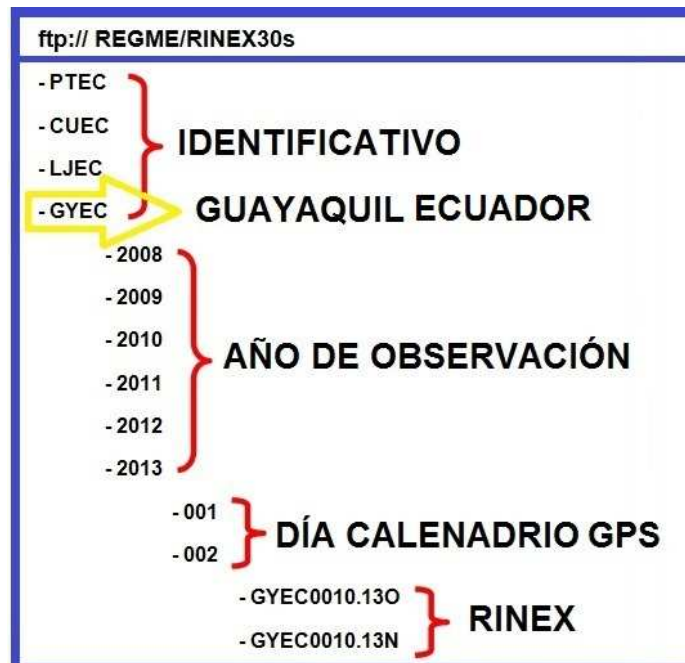 ftp:// REGME/RINEX30s
- PTEC
- CUEC
IDENTIFICATIVO
- LJEC
- GYEC
GUAYAQUIL ECUADOR
- 2008
- 2009
- 2010
- 2011
- 2012
- 2013
AÑO DE OBSERVACIÓN
- 001
- 002
DÍA CALENADRIO GPS
- GYEC0010.13O
- GYEC0010.13N
RINEX